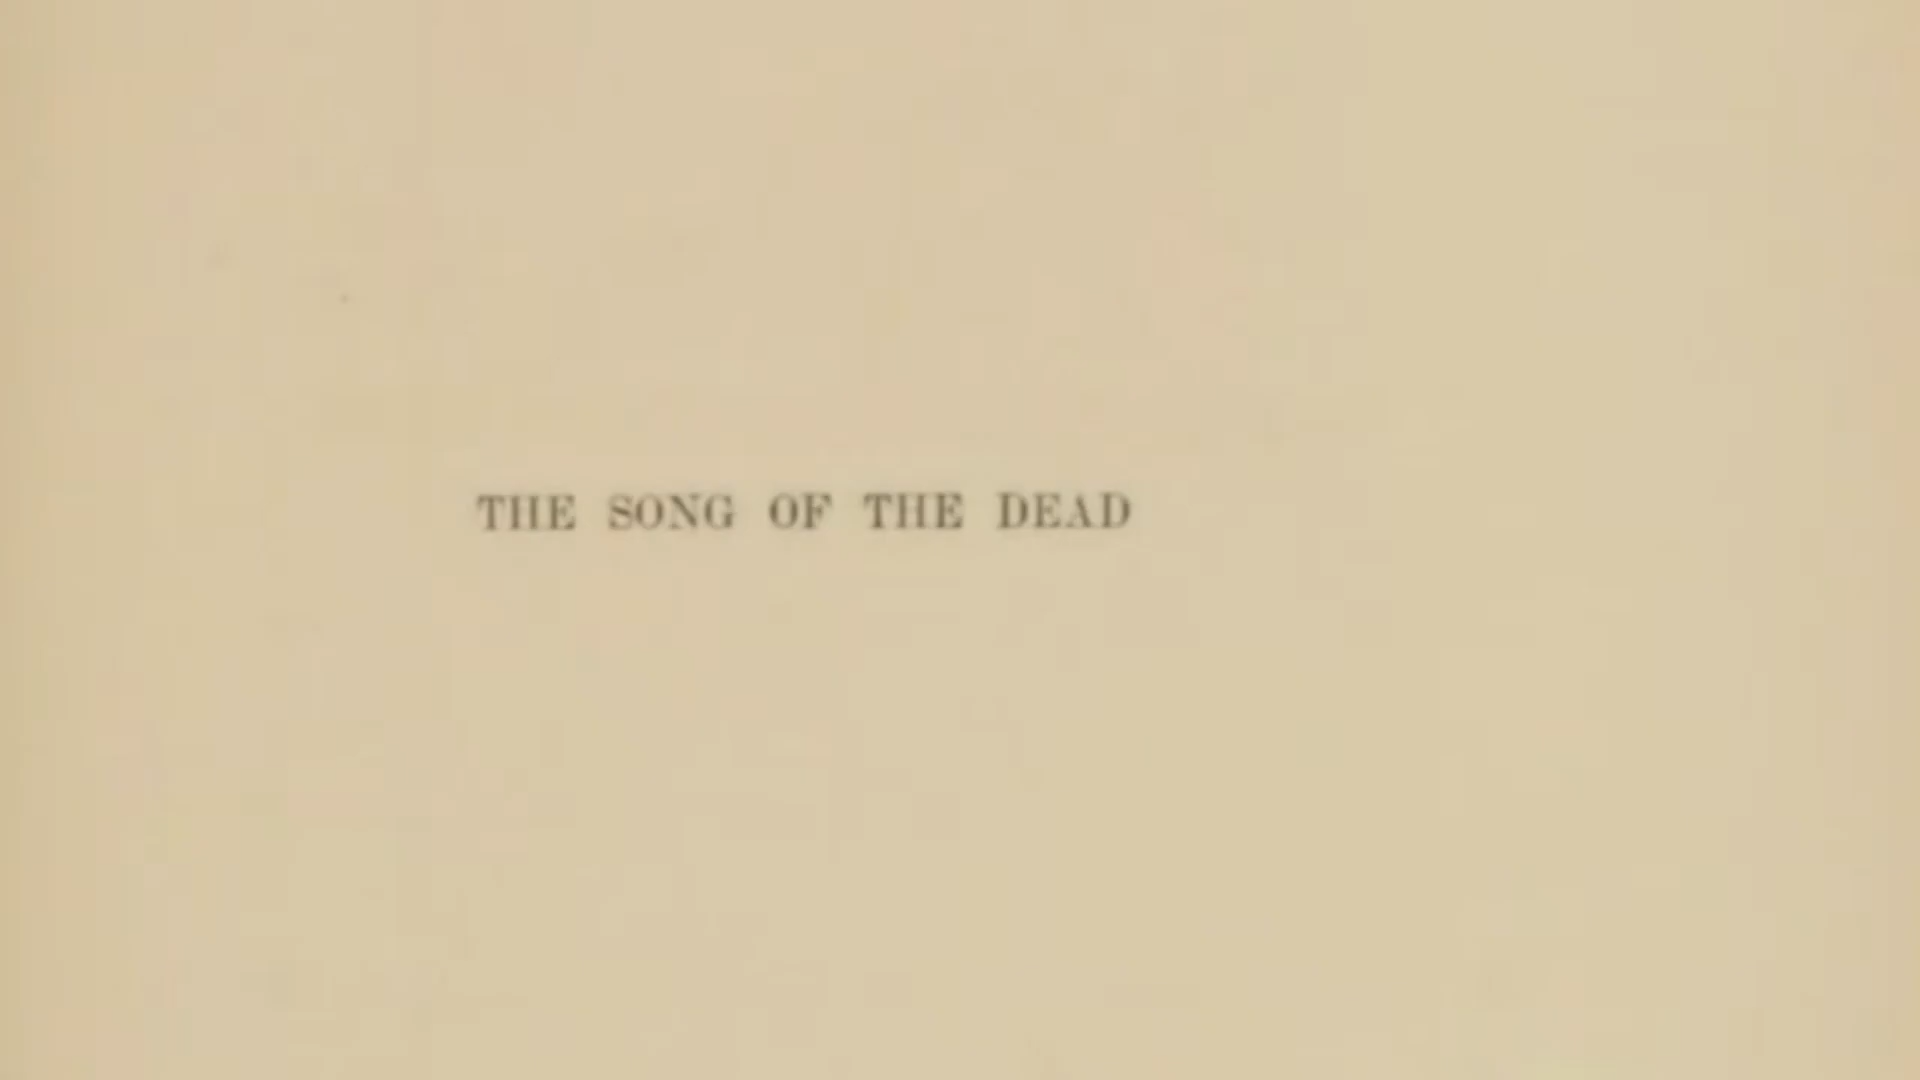 THE SONG OF THE DEAD